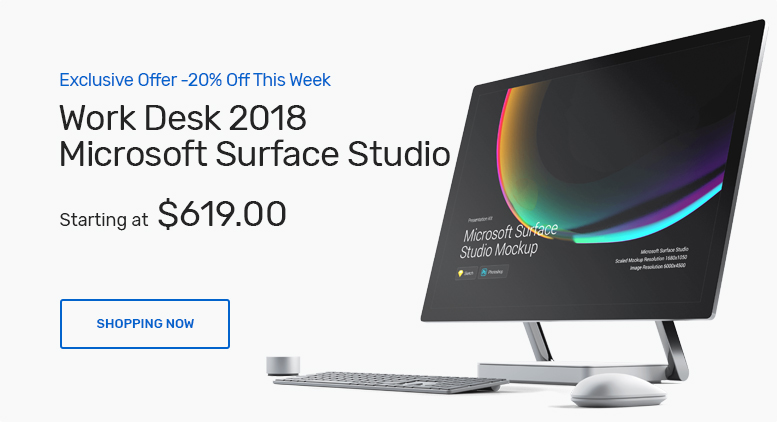 Exclusive Offer -20% Off This Week
Work Desk 2018
Microsoft Surface Studio
Starting at $619.00
SHOPPING NOW
Presentation Kit
Microsoft Surface
Studio Mockup
Sketch
Photoshop
Microsoft Surface Studio
Scaled Mockup Resolution 1680x1050
Image Resolution 6000x4500